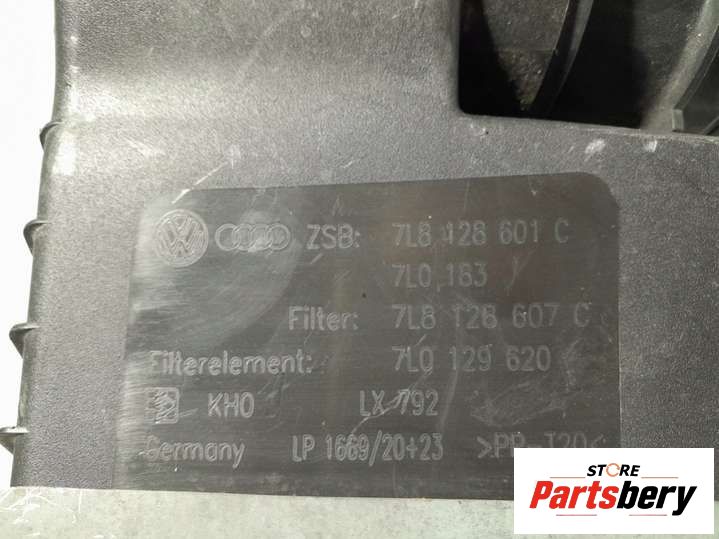 ZSB: 7L8 128 601 C
7L0 183
Filter: 7L8 128 607 C
Filterelement: 7L0 129 620
KHO LX 792
Germany LP 1669/20+23 >PP-T20<
STORE
Partsbery